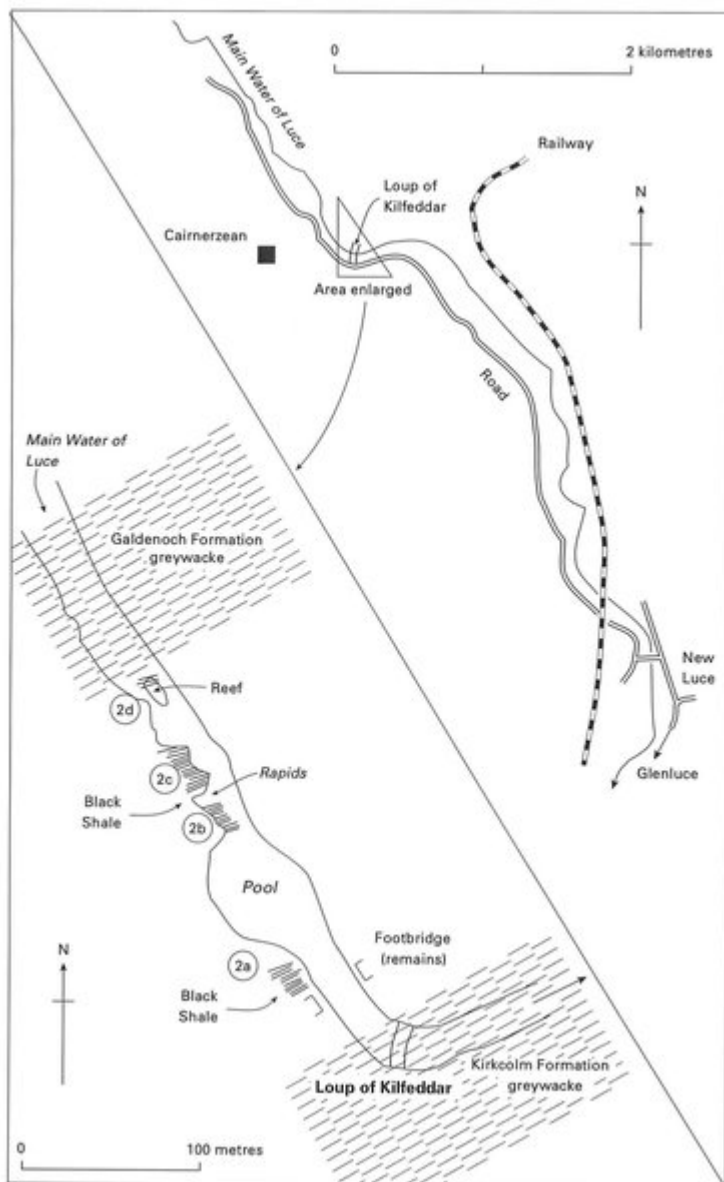 0
2 kilometres
Main Water of Luce
Railway
Loup of
Kilfeddar
N
Cairnerzean
Area enlarged
Road
Main Water of
Luce
Galdenoch Formation
greywacke
Reef
2d
New
Luce
2c
Rapids
Glenluce
Black
Shale
2b
Pool
N
Footbridge
(remains)
2a
Black
Shale
Kirkcolm Formation
greywacke
Loup of Kilfeddar
0
100 metres